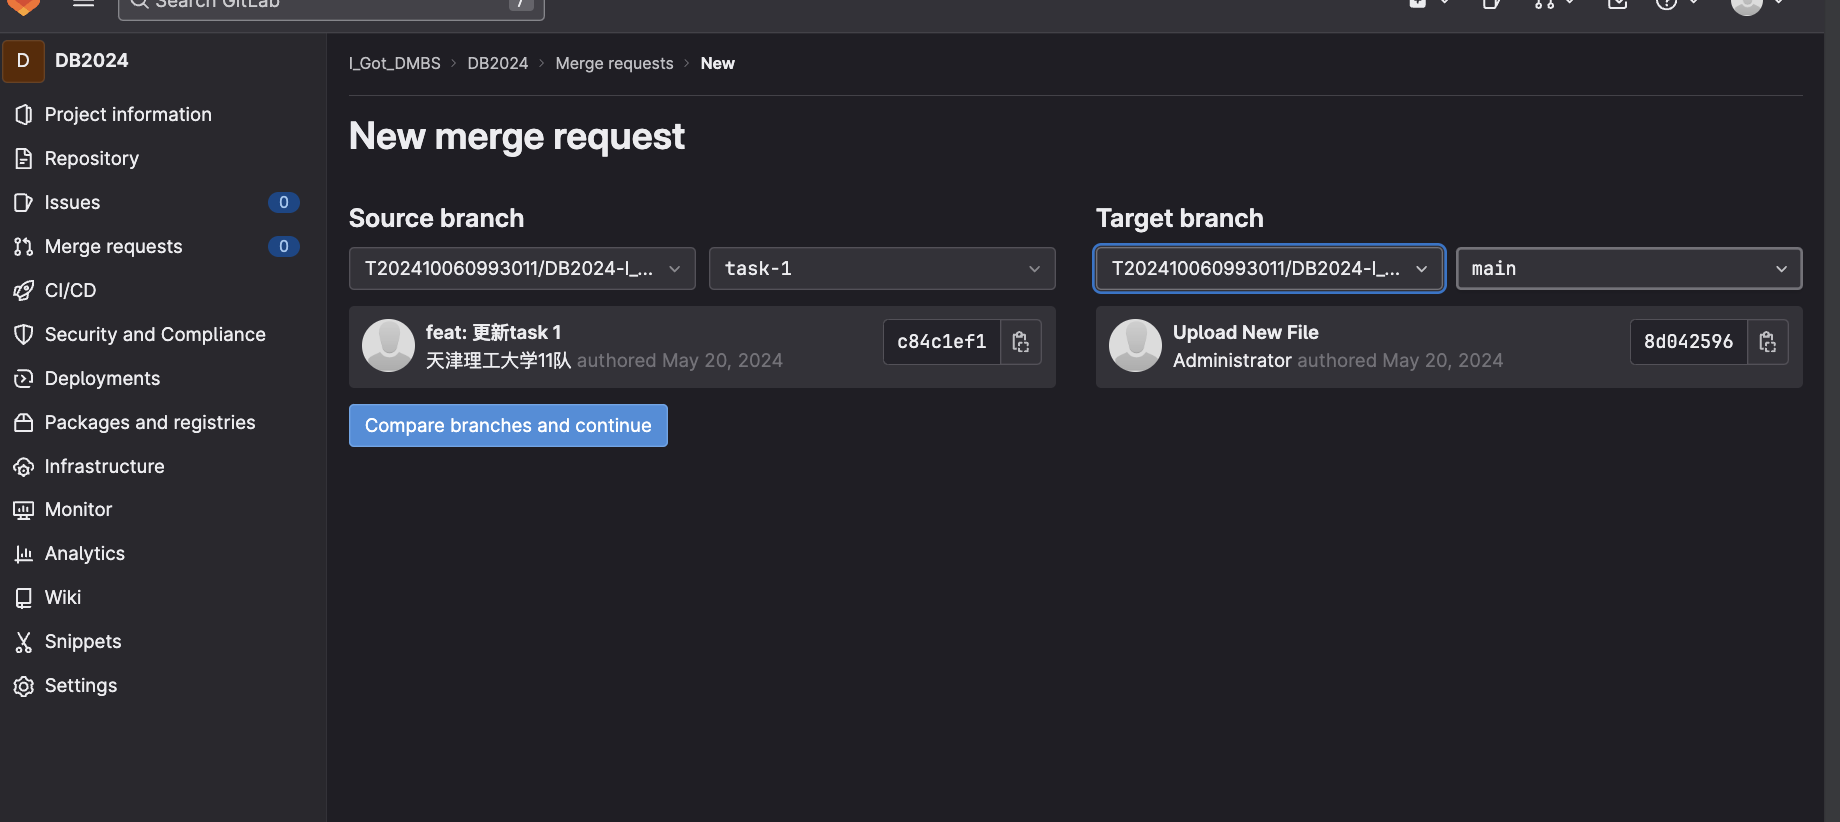 Search GitLab /
D DB2024
Project information
Repository
Issues 0
Merge requests 0
CI/CD
Security and Compliance
Deployments
Packages and registries
Infrastructure
Monitor
Analytics
Wiki
Snippets
Settings
I_Got_DMBS > DB2024 > Merge requests > New
New merge request
Source branch
T202410060993011/DB2024-I_... task-1
feat: 更新task 1
天津理工大学11队 authored May 20, 2024
c84c1ef1
Compare branches and continue
Target branch
T202410060993011/DB2024-I_... main
Upload New File
Administrator authored May 20, 2024
8d042596